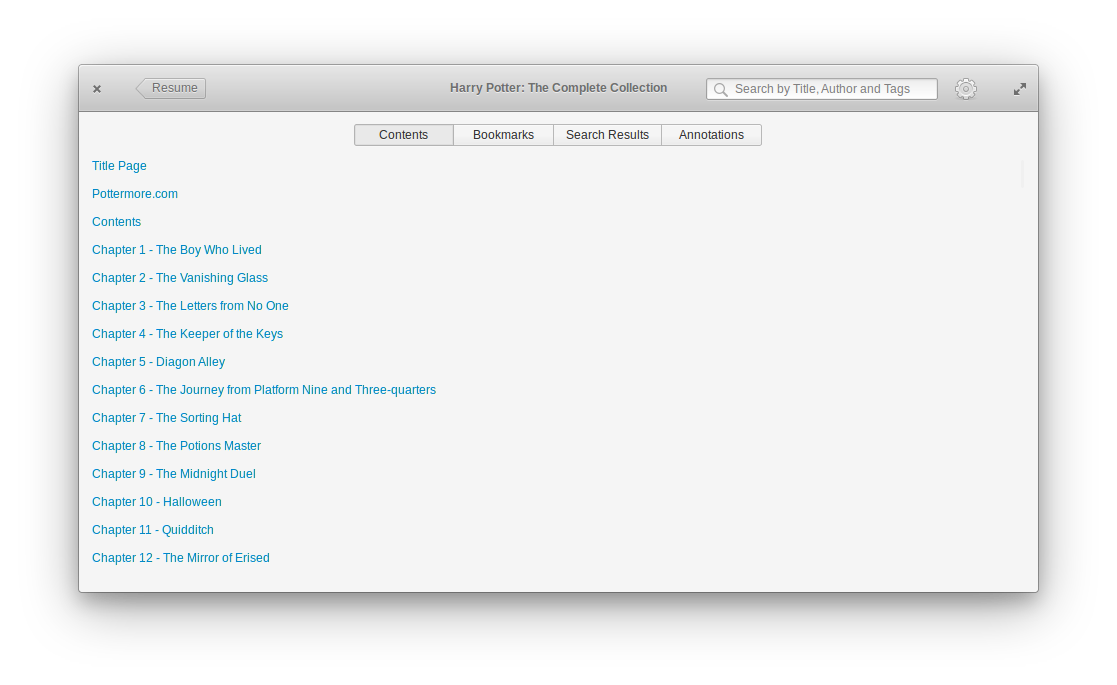 Resume
Harry Potter: The Complete Collection
Search by Title, Author and Tags
Contents
Bookmarks
Search Results
Annotations
Title Page
Pottermore.com
Contents
Chapter 1 - The Boy Who Lived
Chapter 2 - The Vanishing Glass
Chapter 3 - The Letters from No One
Chapter 4 - The Keeper of the Keys
Chapter 5 - Diagon Alley
Chapter 6 - The Journey from Platform Nine and Three-quarters
Chapter 7 - The Sorting Hat
Chapter 8 - The Potions Master
Chapter 9 - The Midnight Duel
Chapter 10 - Halloween
Chapter 11 - Quidditch
Chapter 12 - The Mirror of Erised